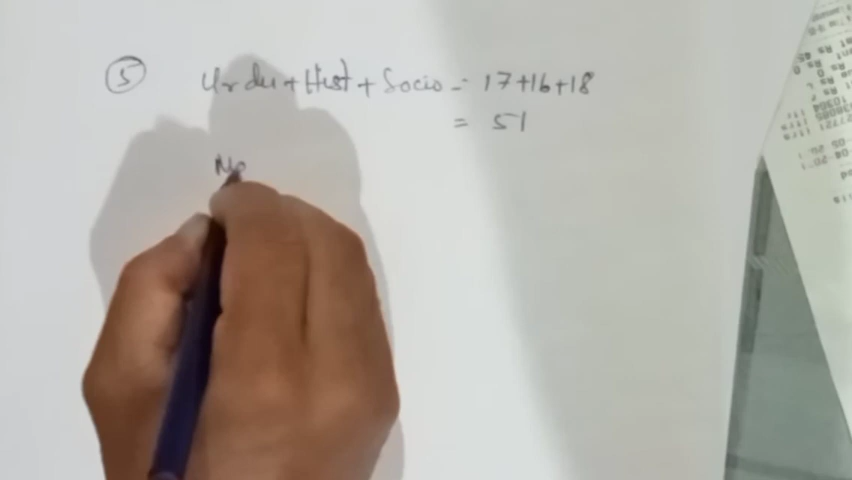 ⑤ Urdu + Hist + Socio = 17+16+18
= 51
No